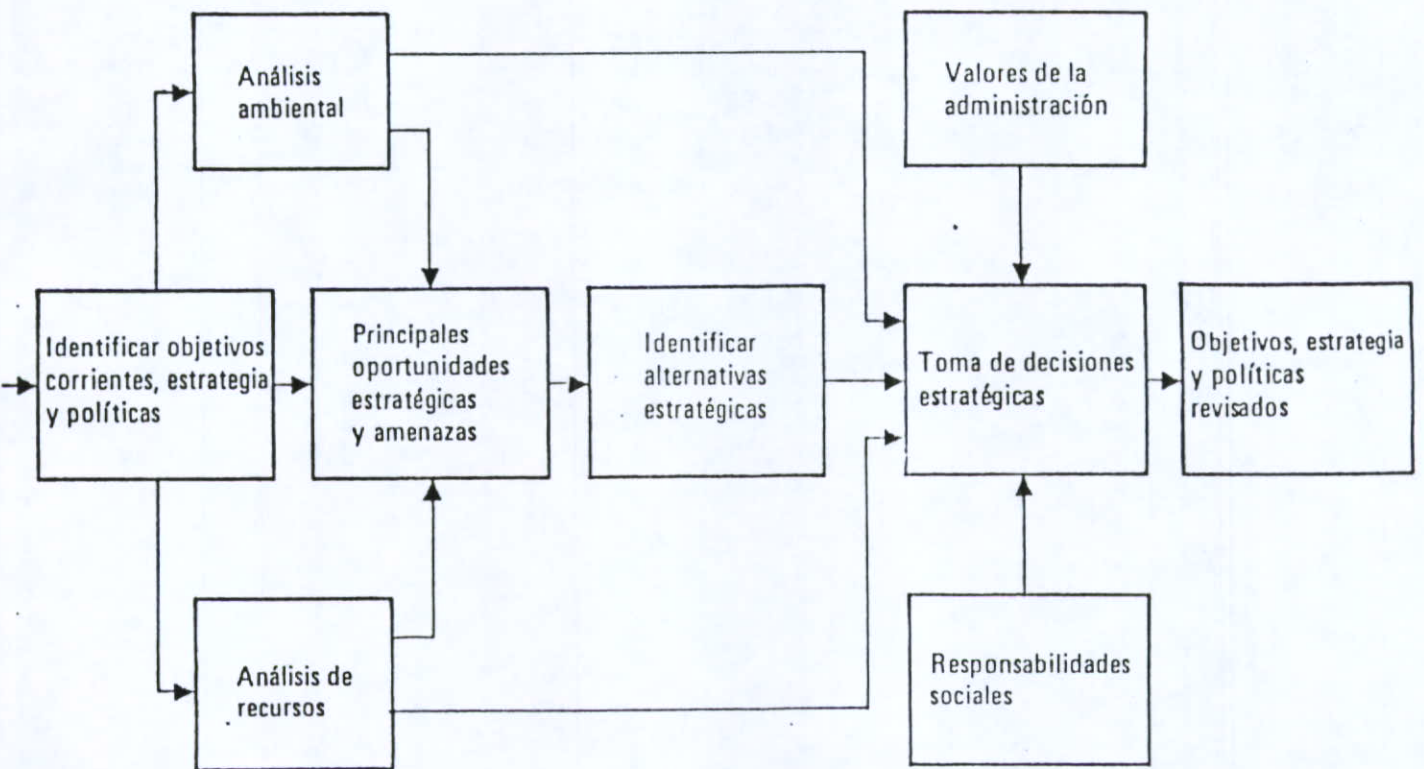 Análisis
ambiental
Valores de la
administración
Identificar objetivos
corrientes, estrategia
y políticas
Principales
oportunidades
estratégicas
y amenazas
Identificar
alternativas
estratégicas
Toma de decisiones
estratégicas
Objetivos, estrategia
y políticas
revisados
Análisis de
recursos
Responsabilidades
sociales